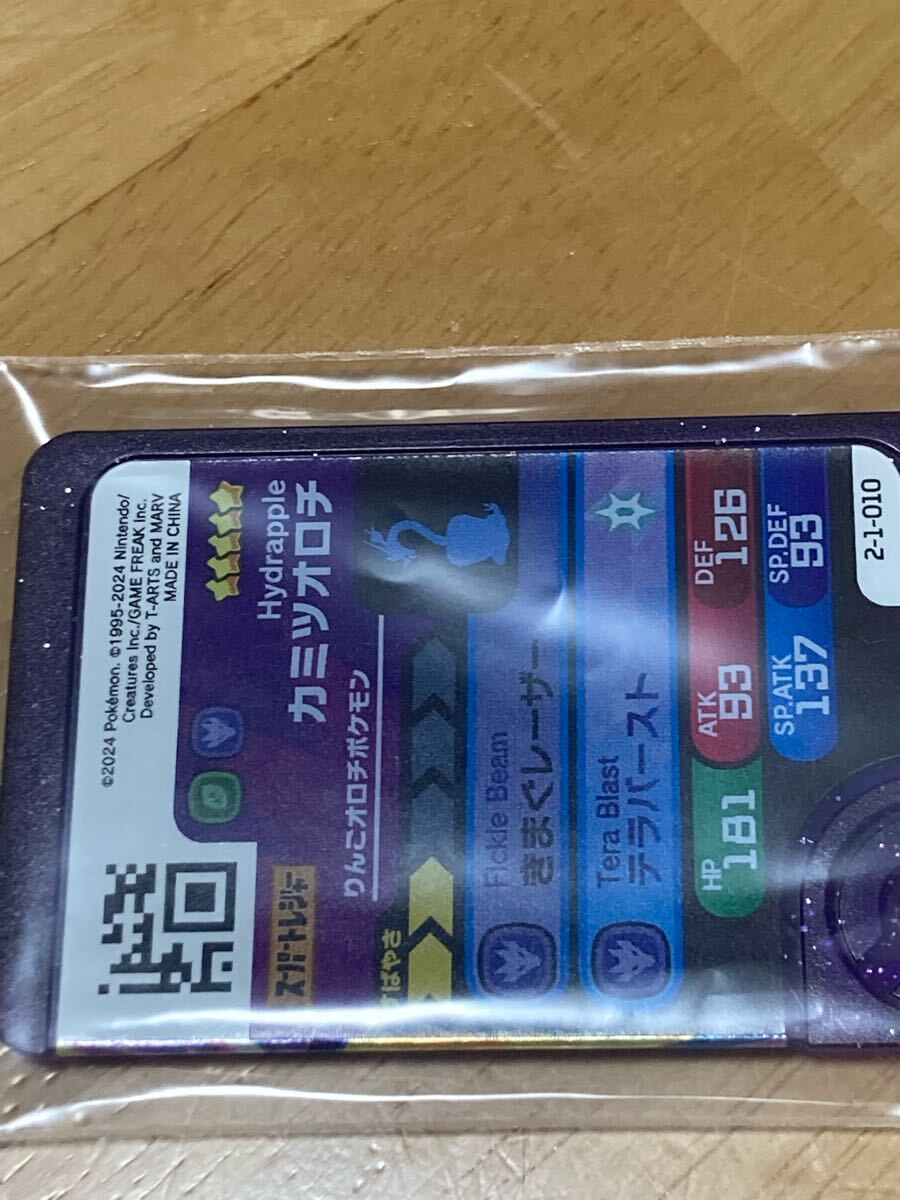 ©2024 Pokémon. ©1995-2024 Nintendo/
Creatures Inc./GAME FREAK Inc.
Developed by T-ARTS and MARV
MADE IN CHINA
スーパートレジャー
Hydrapple
カミツオロチ
りんごオロチポケモン
すばやさ
Fickle Beam
きまぐレーザー
Tera Blast
テラバースト
HP
181
ATK
93
DEF
126
SP.ATK
137
SP.DEF
93
2-1-010